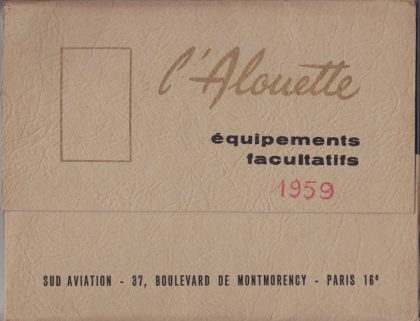 l'Alouette
équipements
facultatifs
1959
SUD AVIATION - 37, BOULEVARD DE MONTMORENCY - PARIS 16ᵉ